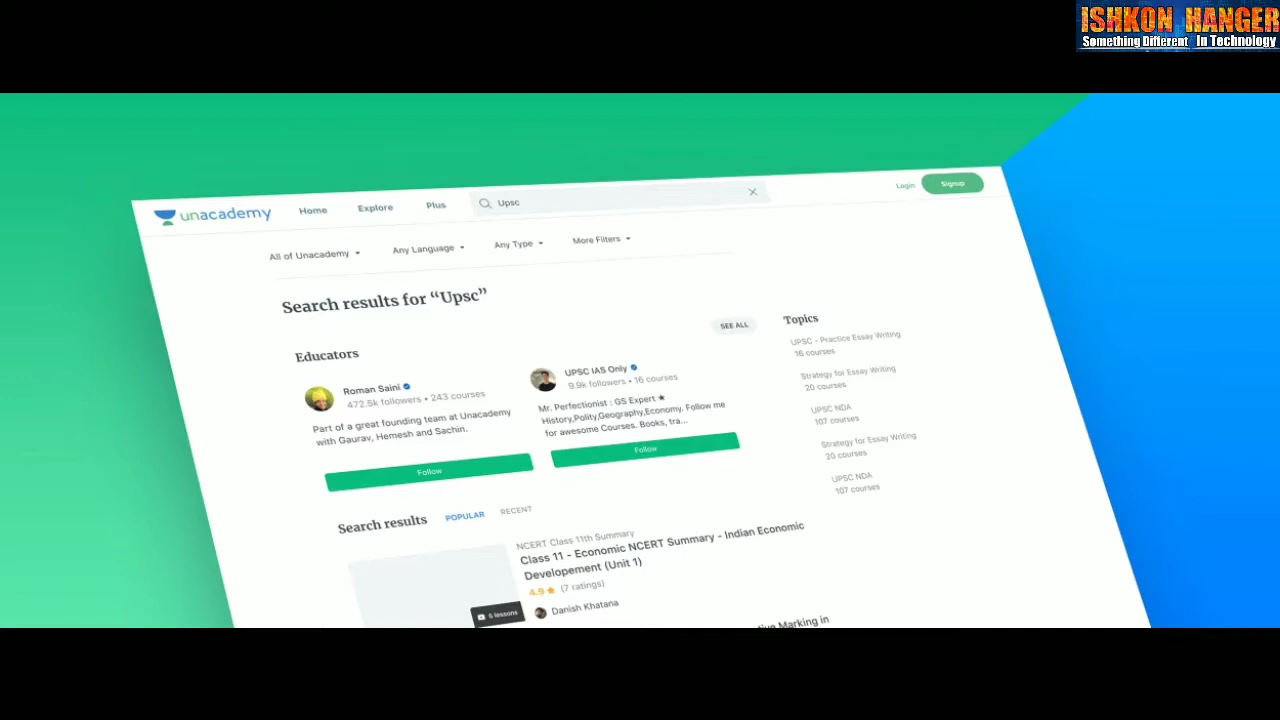 ISHKON HANGER
Something Different In Technology
unacademy
Home
Explore
Plus
Upsc
Login
Signup
All of Unacademy
Any Language
Any Type
More Filters
Search results for “Upsc”
SEE ALL
Educators
Roman Saini
472.5k followers • 243 courses
Part of a great founding team at Unacademy
with Gaurav, Hemesh and Sachin.
Follow
UPSC IAS Only
9.9k followers • 16 courses
Mr. Perfectionist : GS Expert ★
History,Polity,Geography,Economy. Follow me
for awesome Courses. Books, tra...
Follow
Topics
UPSC - Practice Essay Writing
16 courses
Strategy for Essay Writing
20 courses
UPSC NDA
107 courses
Strategy for Essay Writing
20 courses
UPSC NDA
107 courses
Search results
POPULAR
RECENT
6 lessons
NCERT Class 11th Summary
Class 11 - Economic NCERT Summary - Indian Economic
Developement (Unit 1)
4.9 ★ (7 ratings)
Danish Khatana
Marking in